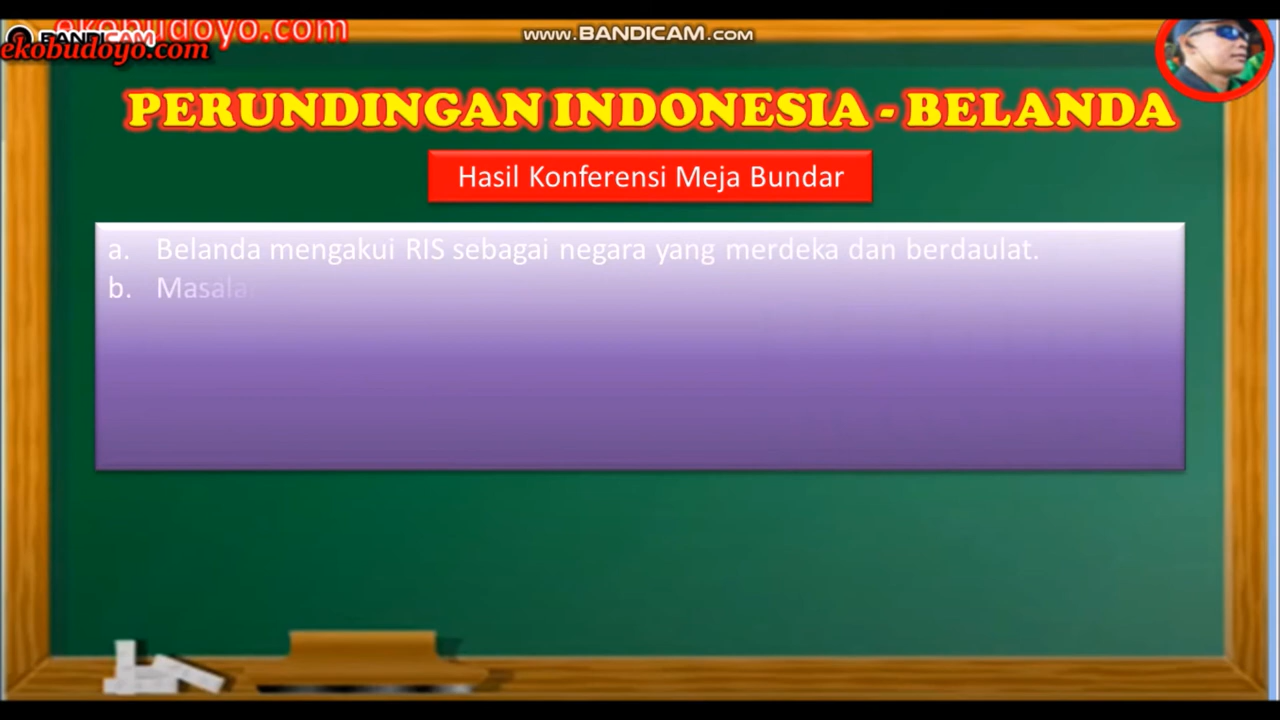 ekobudoyo.com
BANDICAM
ekobudoyo.com
www.BANDICAM.com
PERUNDINGAN INDONESIA - BELANDA
Hasil Konferensi Meja Bundar
a. Belanda mengakui RIS sebagai negara yang merdeka dan berdaulat.
b.